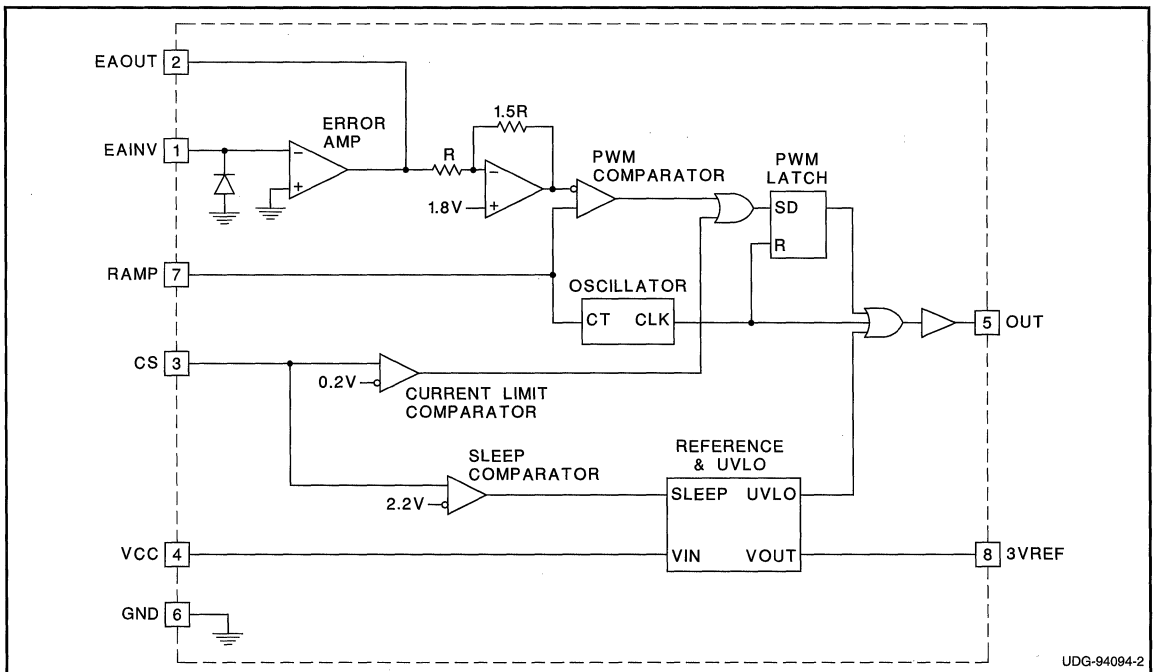 EAOUT 2
1.5R
ERROR
AMP
PWM
COMPARATOR
PWM
LATCH
EAINV 1
R
−
+
−
+
1.8V
SD
R
RAMP 7
OSCILLATOR
CT CLK
5 OUT
CS 3
0.2V
CURRENT LIMIT
COMPARATOR
SLEEP
COMPARATOR
REFERENCE
& UVLO
2.2V
SLEEP UVLO
VCC 4
VIN VOUT
8 3VREF
GND 6
UDG-94094-2